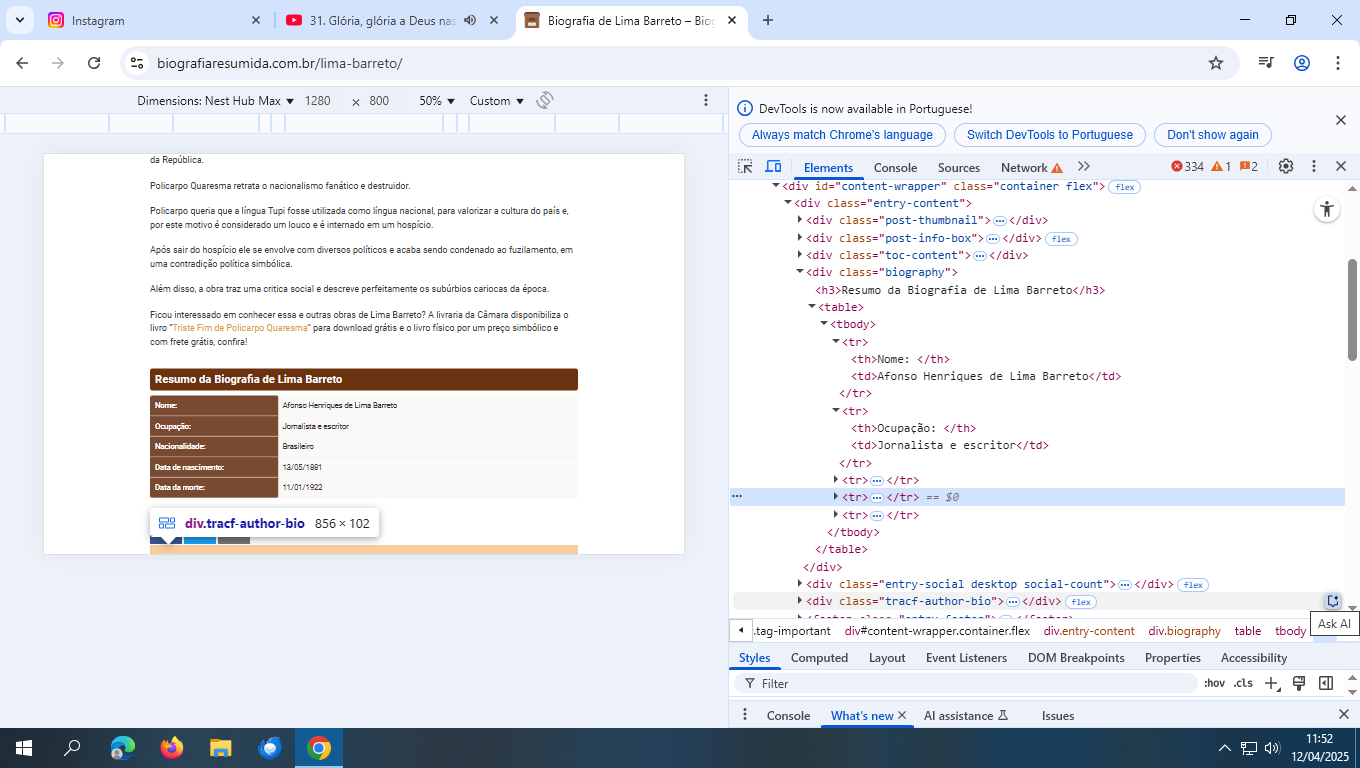 Instagram
31. Glória, glória a Deus nas
Biografia de Lima Barreto – Biog
biografiaresumida.com.br/lima-barreto/
Dimensions: Nest Hub Max ▼ 1280 × 800 50% ▼ Custom ▼
da República.
Policarpo Quaresma retrata o nacionalismo fanático e destruidor.
Policarpo queria que a língua Tupi fosse utilizada como língua nacional, para valorizar a cultura do país e,
por este motivo é considerado um louco e é internado em um hospício.
Após sair do hospício ele se envolve com diversos políticos e acaba sendo condenado ao fuzilamento, em
uma contradição política simbólica.
Além disso, a obra traz uma crítica social e descreve perfeitamente os subúrbios cariocas da época.
Ficou interessado em conhecer essa e outras obras de Lima Barreto? A livraria da Câmara disponibiliza o
livro “Triste Fim de Policarpo Quaresma” para download grátis e o livro físico por um preço simbólico e
com frete grátis, confira!
Resumo da Biografia de Lima Barreto
Nome: Afonso Henriques de Lima Barreto
Ocupação: Jornalista e escritor
Nacionalidade: Brasileiro
Data de nascimento: 13/05/1881
Data da morte: 11/01/1922
div.tracf-author-bio 856 × 102
DevTools is now available in Portuguese!
Always match Chrome's language Switch DevTools to Portuguese Don't show again
Elements Console Sources Network 334 1 2
<div id="content-wrapper" class="container flex"> flex
<div class="entry-content">
<div class="post-thumbnail"> ⋯ </div>
<div class="post-info-box"> ⋯ </div> flex
<div class="toc-content"> ⋯ </div>
<div class="biography">
<h3>Resumo da Biografia de Lima Barreto</h3>
<table>
<tbody>
<tr>
<th>Nome: </th>
<td>Afonso Henriques de Lima Barreto</td>
</tr>
<tr>
<th>Ocupação: </th>
<td>Jornalista e escritor</td>
</tr>
<tr> ⋯ </tr>
<tr> ⋯ </tr> == $0
<tr> ⋯ </tr>
</tbody>
</table>
</div>
<div class="entry-social desktop social-count"> ⋯ </div> flex
<div class="tracf-author-bio"> ⋯ </div> flex
Ask AI
.tag-important div#content-wrapper.container.flex div.entry-content div.biography table tbody
Styles Computed Layout Event Listeners DOM Breakpoints Properties Accessibility
Filter :hov .cls
Console What's new AI assistance Issues
11:52
12/04/2025